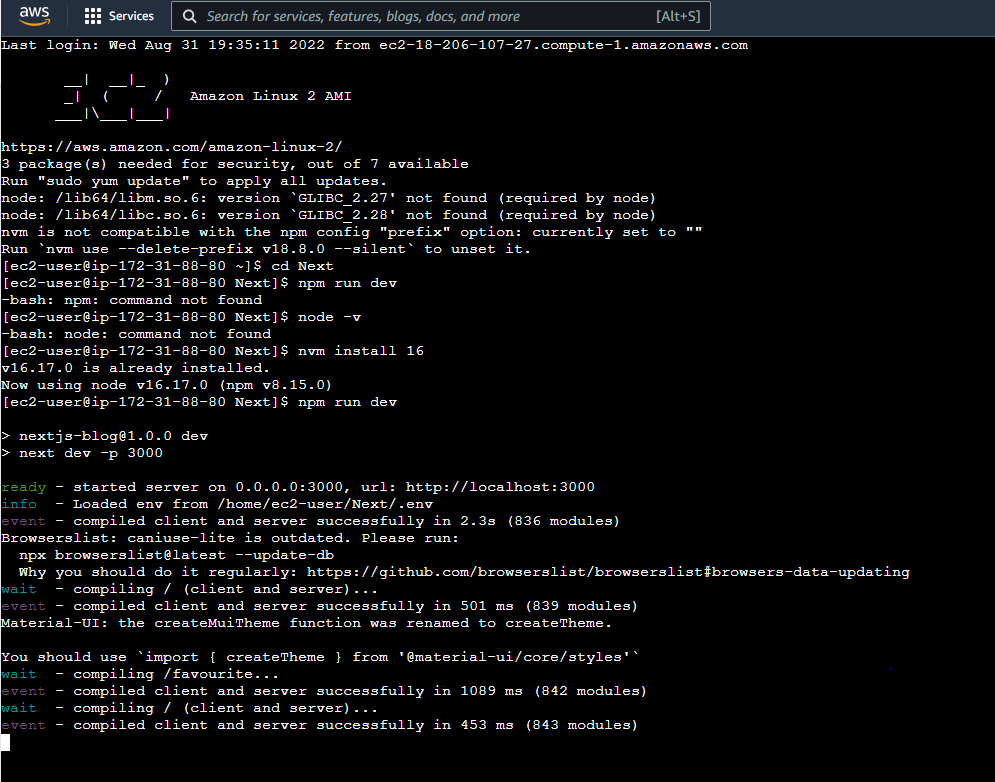 aws
Services
Search for services, features, blogs, docs, and more
[Alt+S]
Last login: Wed Aug 31 19:35:11 2022 from ec2-18-206-107-27.compute-1.amazonaws.com
__|  __|_  )
_|  (     /   Amazon Linux 2 AMI
___|\___|___|
https://aws.amazon.com/amazon-linux-2/
3 package(s) needed for security, out of 7 available
Run "sudo yum update" to apply all updates.
node: /lib64/libm.so.6: version `GLIBC_2.27' not found (required by node)
node: /lib64/libc.so.6: version `GLIBC_2.28' not found (required by node)
nvm is not compatible with the npm config "prefix" option: currently set to ""
Run `nvm use --delete-prefix v18.8.0 --silent` to unset it.
[ec2-user@ip-172-31-88-80 ~]$ cd Next
[ec2-user@ip-172-31-88-80 Next]$ npm run dev
-bash: npm: command not found
[ec2-user@ip-172-31-88-80 Next]$ node -v
-bash: node: command not found
[ec2-user@ip-172-31-88-80 Next]$ nvm install 16
v16.17.0 is already installed.
Now using node v16.17.0 (npm v8.15.0)
[ec2-user@ip-172-31-88-80 Next]$ npm run dev
> nextjs-blog@1.0.0 dev
> next dev -p 3000
ready - started server on 0.0.0.0:3000, url: http://localhost:3000
info  - Loaded env from /home/ec2-user/Next/.env
event - compiled client and server successfully in 2.3s (836 modules)
Browserslist: caniuse-lite is outdated. Please run:
npx browserslist@latest --update-db
Why you should do it regularly: https://github.com/browserslist/browserslist#browsers-data-updating
wait  - compiling / (client and server)...
event - compiled client and server successfully in 501 ms (839 modules)
Material-UI: the createMuiTheme function was renamed to createTheme.
You should use `import { createTheme } from '@material-ui/core/styles'`
wait  - compiling /favourite...
event - compiled client and server successfully in 1089 ms (842 modules)
wait  - compiling / (client and server)...
event - compiled client and server successfully in 453 ms (843 modules)